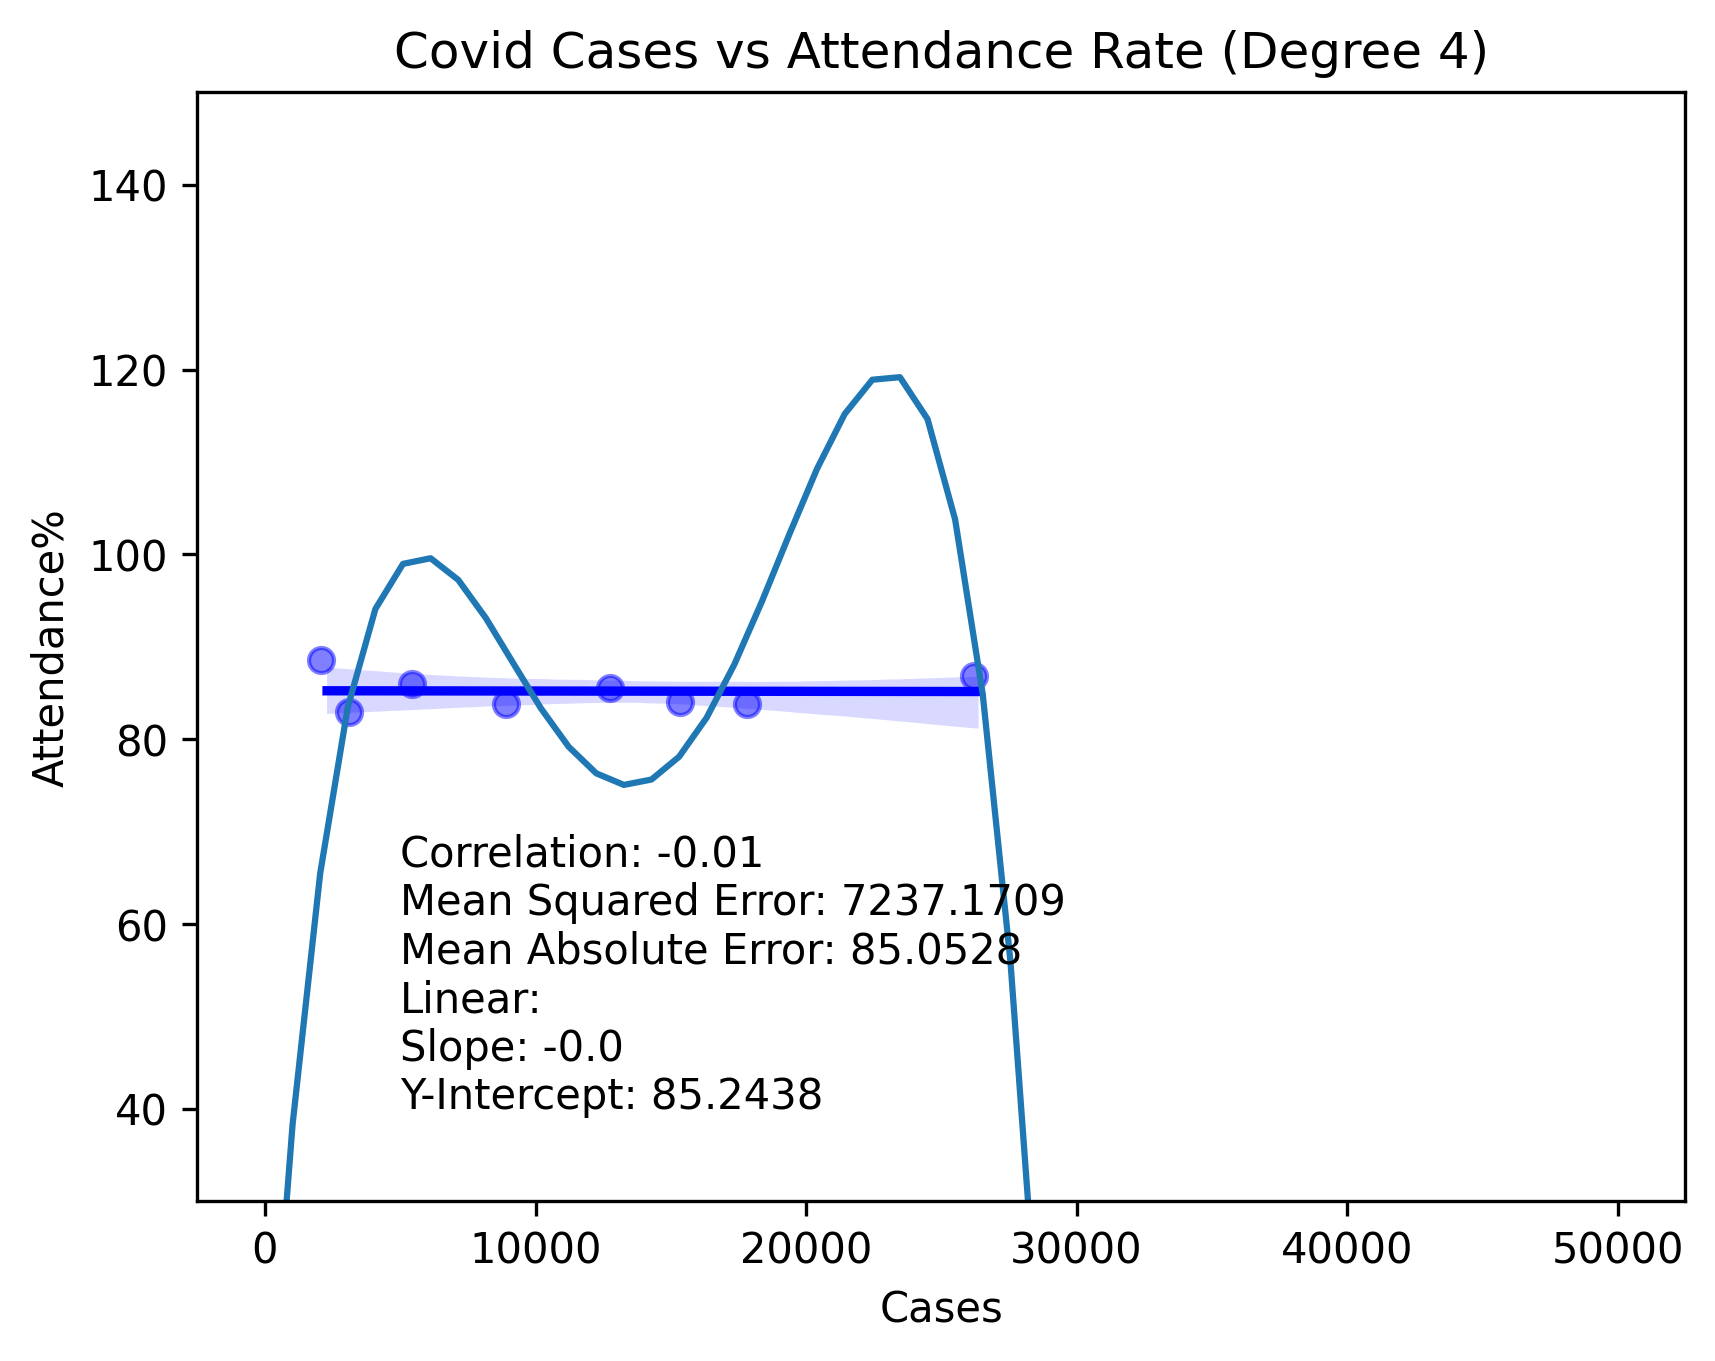 Covid Cases vs Attendance Rate (Degree 4)
140
120
100
80
60
40
Attendance%
Correlation: -0.01
Mean Squared Error: 7237.1709
Mean Absolute Error: 85.0528
Linear:
Slope: -0.0
Y-Intercept: 85.2438
0 10000 20000 30000 40000 50000
Cases